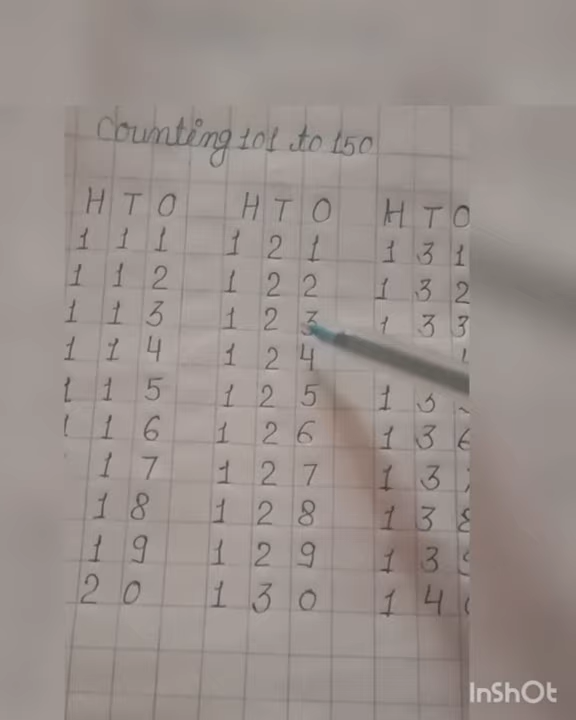 Counting 101 to 150
H T O H T O H T O
1 1 1 1 2 1 1 3 1
1 1 2 1 2 2 1 3 2
1 1 3 1 2 3 1 3 3
1 1 4 1 2 4
1 1 5 1 2 5 1 3
1 1 6 1 2 6 1 3 6
1 7 1 2 7 1 3
1 8 1 2 8 1 3 8
1 9 1 2 9 1 3
2 0 1 3 0 1 4
InShOt